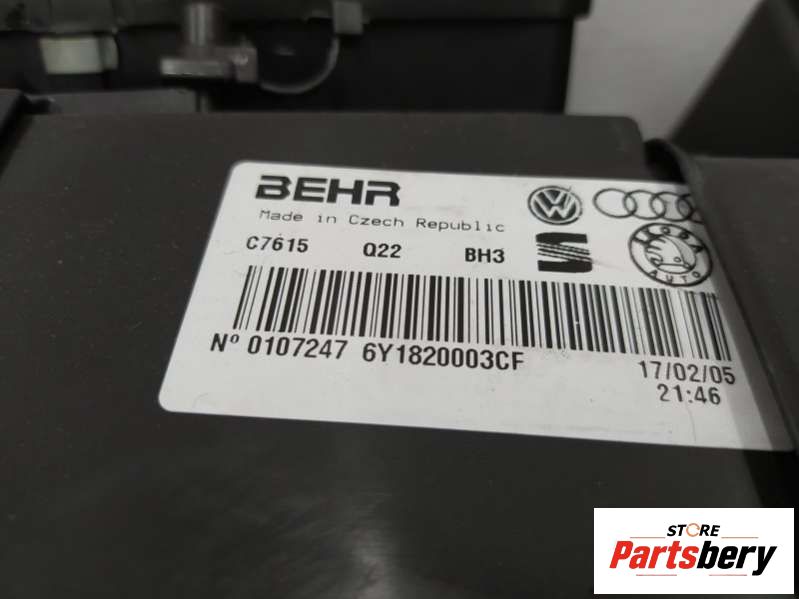 BEHR
Made in Czech Republic
C7615 Q22 BH3
SKODA
AUTO
Nº 0107247 6Y1820003CF
17/02/05
21:46
STORE
Partsbery